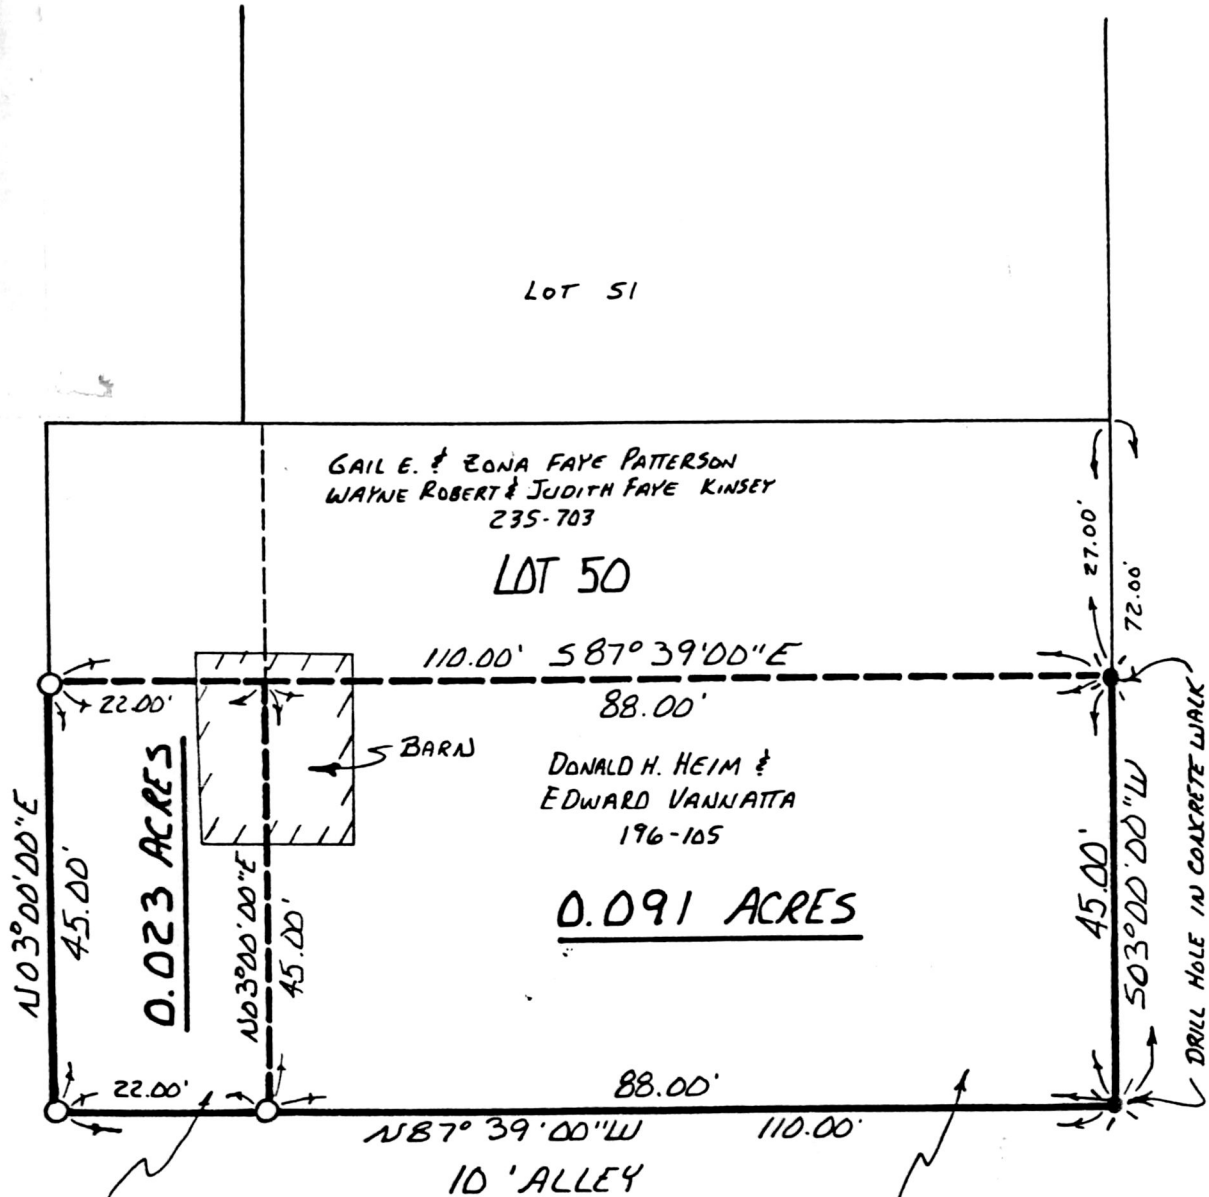 LOT 51
GAIL E. & ZONA FAYE PATTERSON
WAYNE ROBERT & JUDITH FAYE KINSEY
235-703
LOT 50
27.00'
72.00'
110.00' S87°39'00"E
22.00'
88.00'
BARN
DONALD H. HEIM &
EDWARD VANNATTA
196-105
0.091 ACRES
0.023 ACRES
N03°00'00"E
45.00'
N03°00'00"E
45.00'
45.00'
S03°00'00"W
DRILL HOLE IN CONCRETE WALK
22.00'
88.00'
N87°39'00"W 110.00'
10' ALLEY